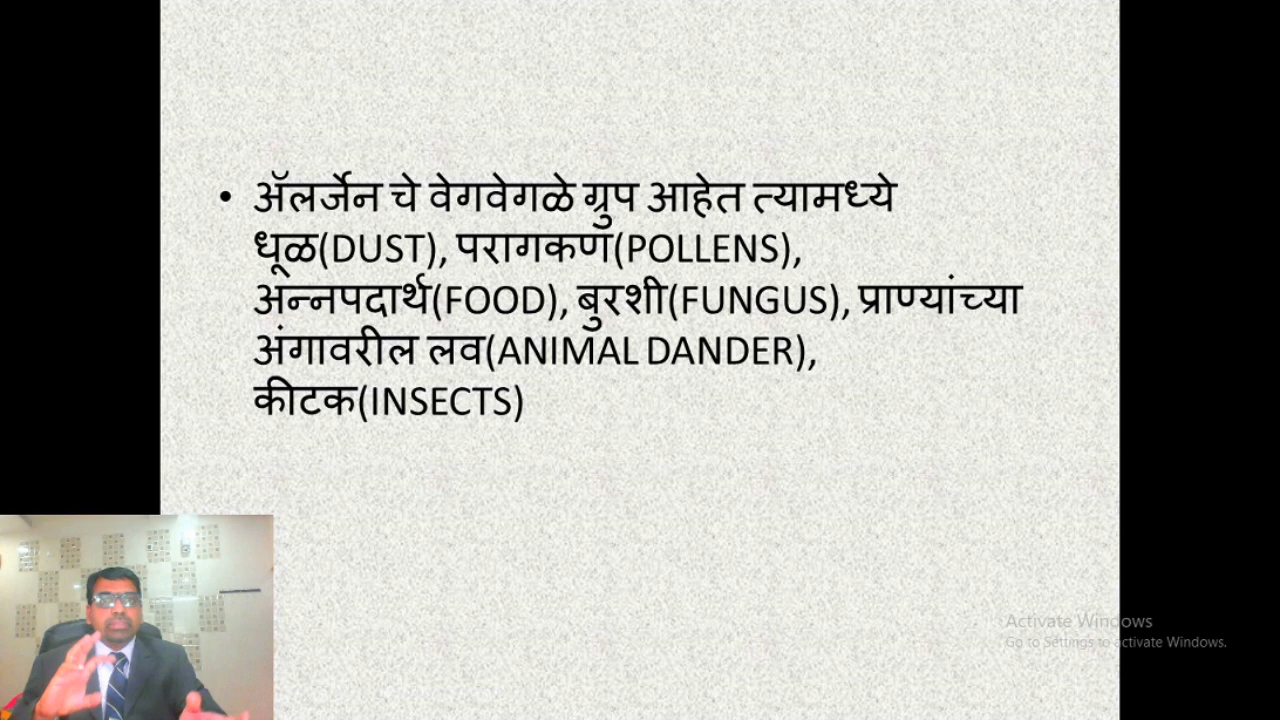 • ॲलर्जेन चे वेगवेगळे ग्रुप आहेत त्यामध्ये
धूळ(DUST), परागकण(POLLENS),
अन्नपदार्थ(FOOD), बुरशी(FUNGUS), प्राण्यांच्या
अंगावरील लव(ANIMAL DANDER),
कीटक(INSECTS)
Activate Windows
Go to Settings to activate Windows.